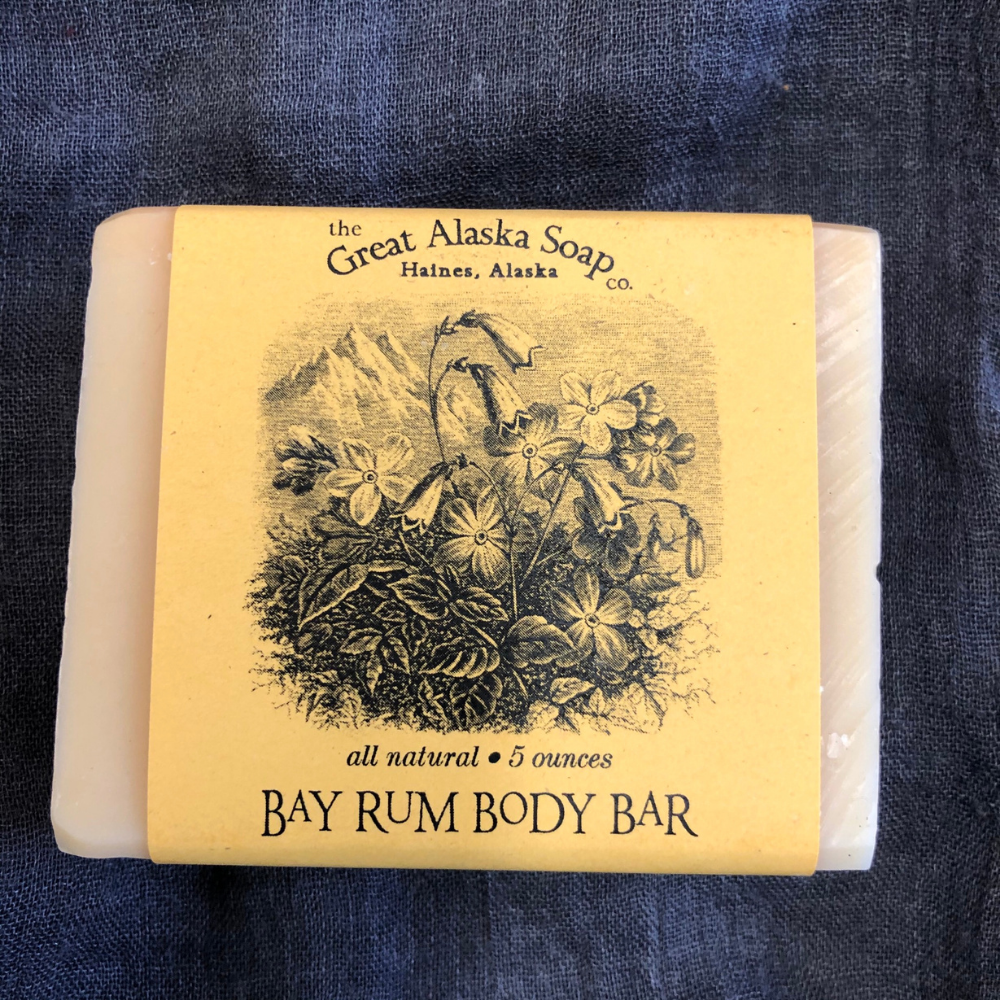 the
Great Alaska Soap
co.
Haines, Alaska
all natural • 5 ounces
BAY RUM BODY BAR